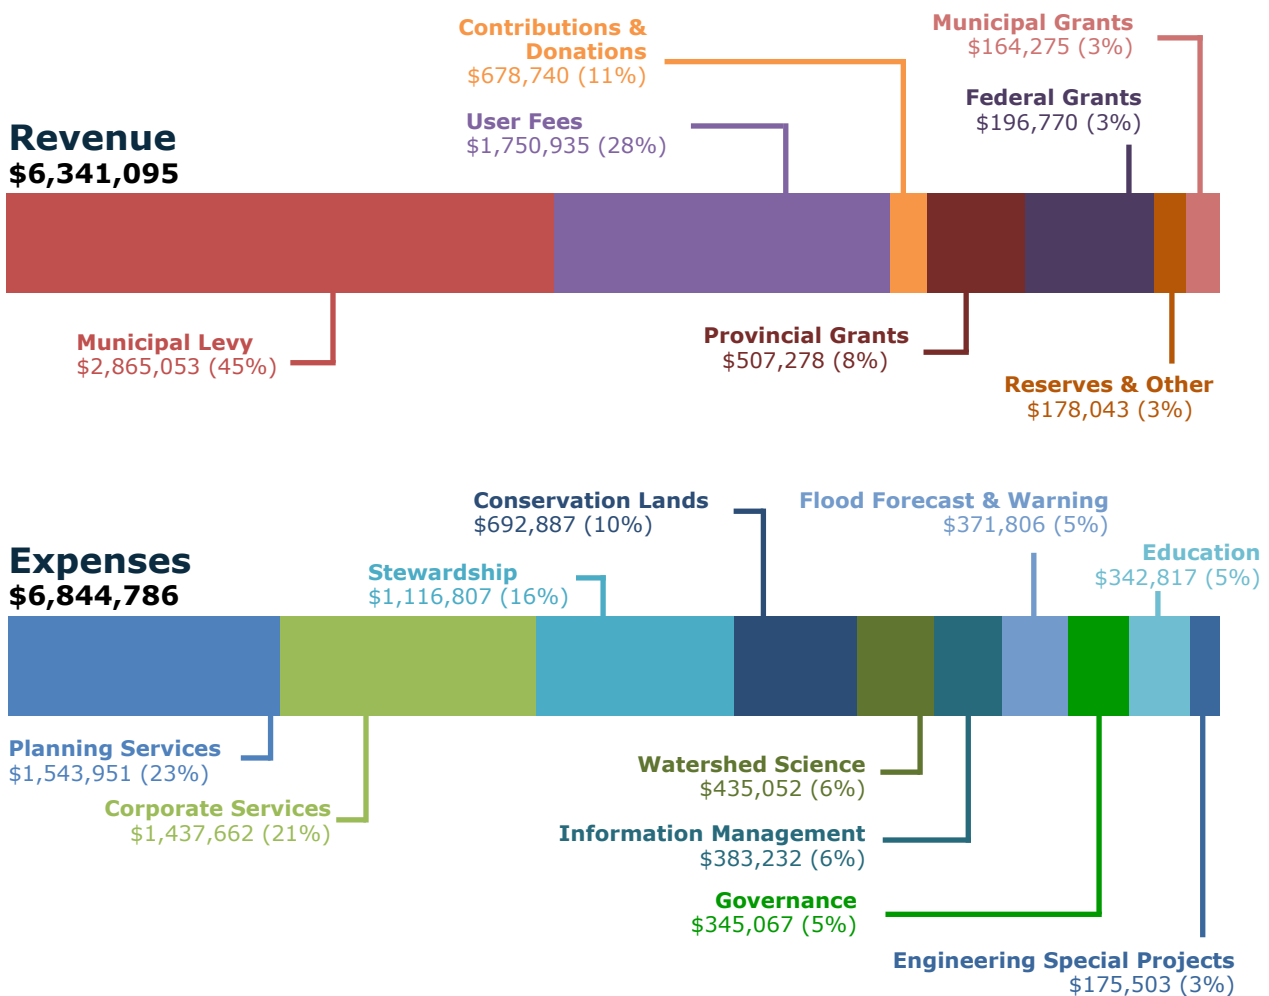 Contributions &
Donations
$678,740 (11%)
Municipal Grants
$164,275 (3%)
Federal Grants
$196,770 (3%)
User Fees
$1,750,935 (28%)
Revenue
$6,341,095
Municipal Levy
$2,865,053 (45%)
Provincial Grants
$507,278 (8%)
Reserves & Other
$178,043 (3%)
Conservation Lands
$692,887 (10%)
Flood Forecast & Warning
$371,806 (5%)
Expenses
$6,844,786
Stewardship
$1,116,807 (16%)
Education
$342,817 (5%)
Planning Services
$1,543,951 (23%)
Corporate Services
$1,437,662 (21%)
Watershed Science
$435,052 (6%)
Information Management
$383,232 (6%)
Governance
$345,067 (5%)
Engineering Special Projects
$175,503 (3%)